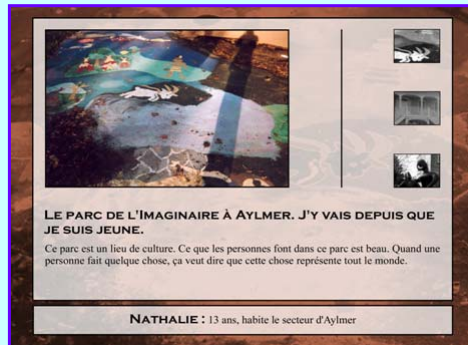 LE PARC DE L'IMAGINAIRE À AYLMER. J'Y VAIS DEPUIS QUE
JE SUIS JEUNE.
Ce parc est un lieu de culture. Ce que les personnes font dans ce parc est beau. Quand une
personne fait quelque chose, ça veut dire que cette chose représente tout le monde.
NATHALIE : 13 ans, habite le secteur d'Aylmer